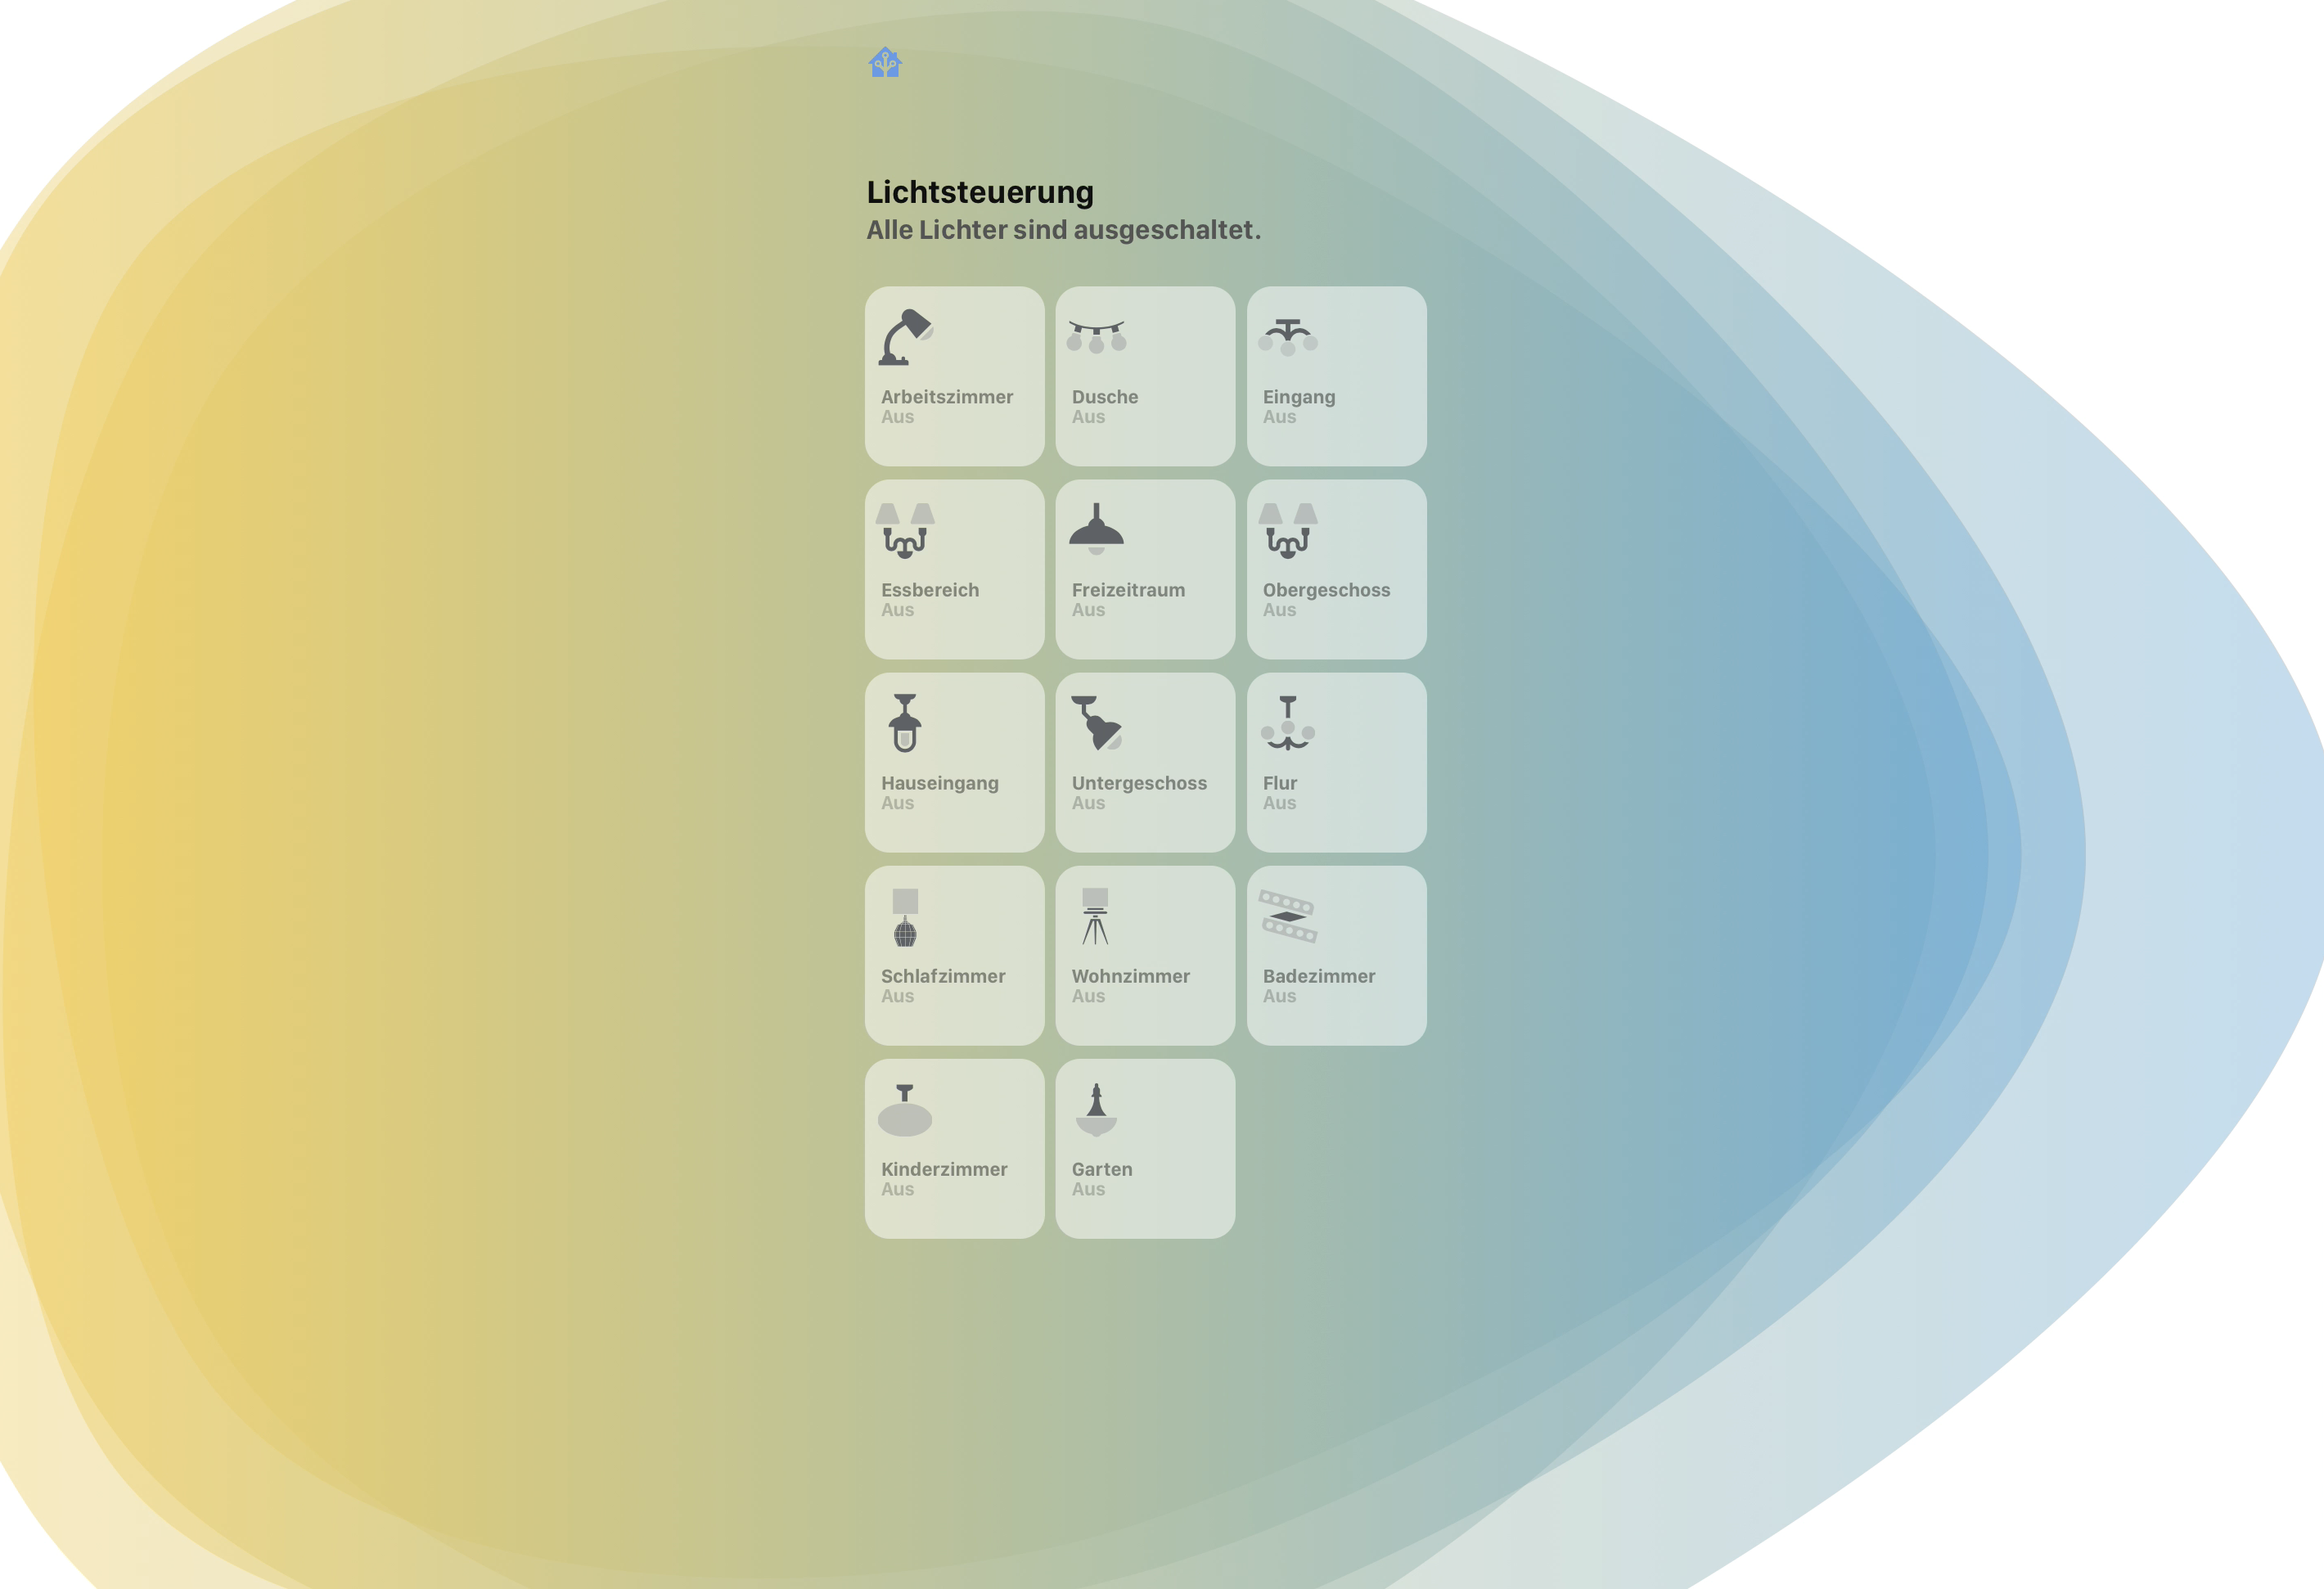 Lichtsteuerung
Alle Lichter sind ausgeschaltet.
Arbeitszimmer
Aus
Dusche
Aus
Eingang
Aus
Essbereich
Aus
Freizeitraum
Aus
Obergeschoss
Aus
Hauseingang
Aus
Untergeschoss
Aus
Flur
Aus
Schlafzimmer
Aus
Wohnzimmer
Aus
Badezimmer
Aus
Kinderzimmer
Aus
Garten
Aus